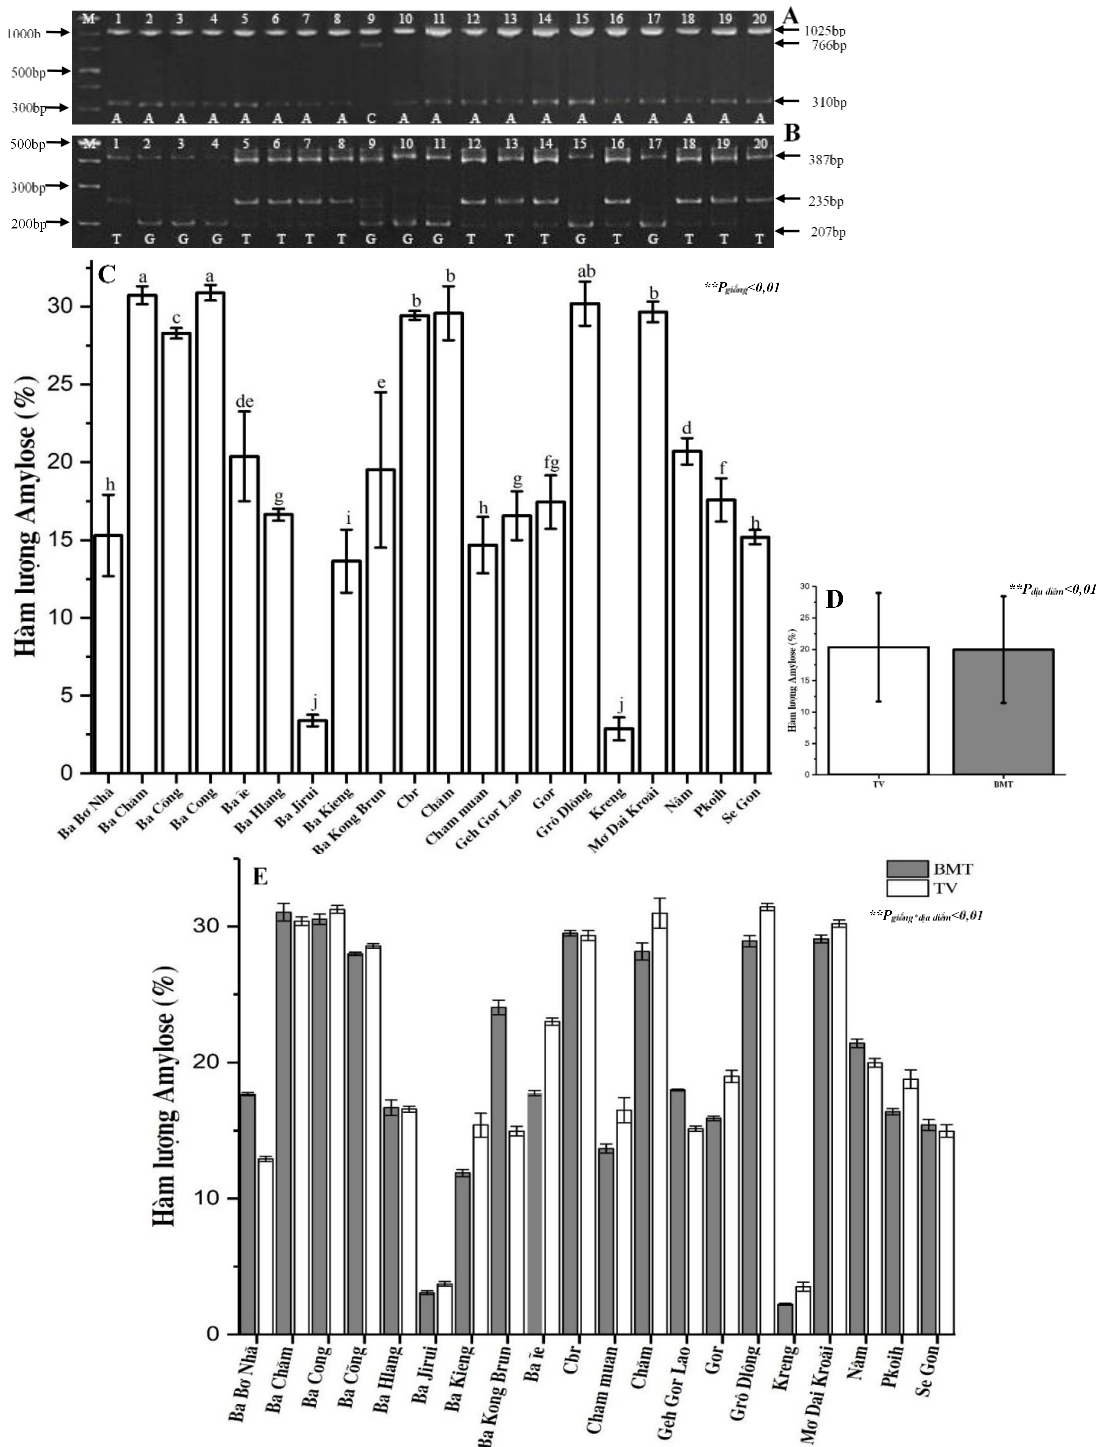 A
M 1 2 3 4 5 6 7 8 9 10 11 12 13 14 15 16 17 18 19 20
1000b
1025bp
766bp
500bp
300bp
310bp
A A A A A A A A C A A A A A A A A A A A
B
500bp
M 1 2 3 4 5 6 7 8 9 10 11 12 13 14 15 16 17 18 19 20
387bp
300bp
235bp
200bp
207bp
T G G G T T T T G G G T T T G T G T T T
C
**Pgiống<0,01
Hàm lượng Amylose (%)
30
25
20
15
10
5
0
h a c a de g j i e b b h g fg ab j b d f h
Ba Bơ Nhă
Ba Chăm
Ba Cŏng
Ba Cong
Ba ĭe
Ba Hlang
Ba Jirui
Ba Kieng
Ba Kong Brun
Cbr
Chăm
Cham muan
Geh Gor Lao
Gor
Grŏ Dlông
Kreng
Mơ Dai Kroăi
Năm
Pkoih
Se Gon
D
**Pđịa điểm<0,01
Hàm lượng Amylose (%)
30
25
20
15
10
5
0
TV
BMT
E
BMT
TV
**Pgiống*địa điểm<0,01
Hàm lượng Amylose (%)
30
20
10
0
Ba Bơ Nhă
Ba Chăm
Ba Cong
Ba Cŏng
Ba Hlang
Ba Jirui
Ba Kieng
Ba Kong Brun
Ba ĭe
Cbr
Cham muan
Chăm
Geh Gor Lao
Gor
Grŏ Dlông
Kreng
Mơ Dai Kroăi
Năm
Pkoih
Se Gon